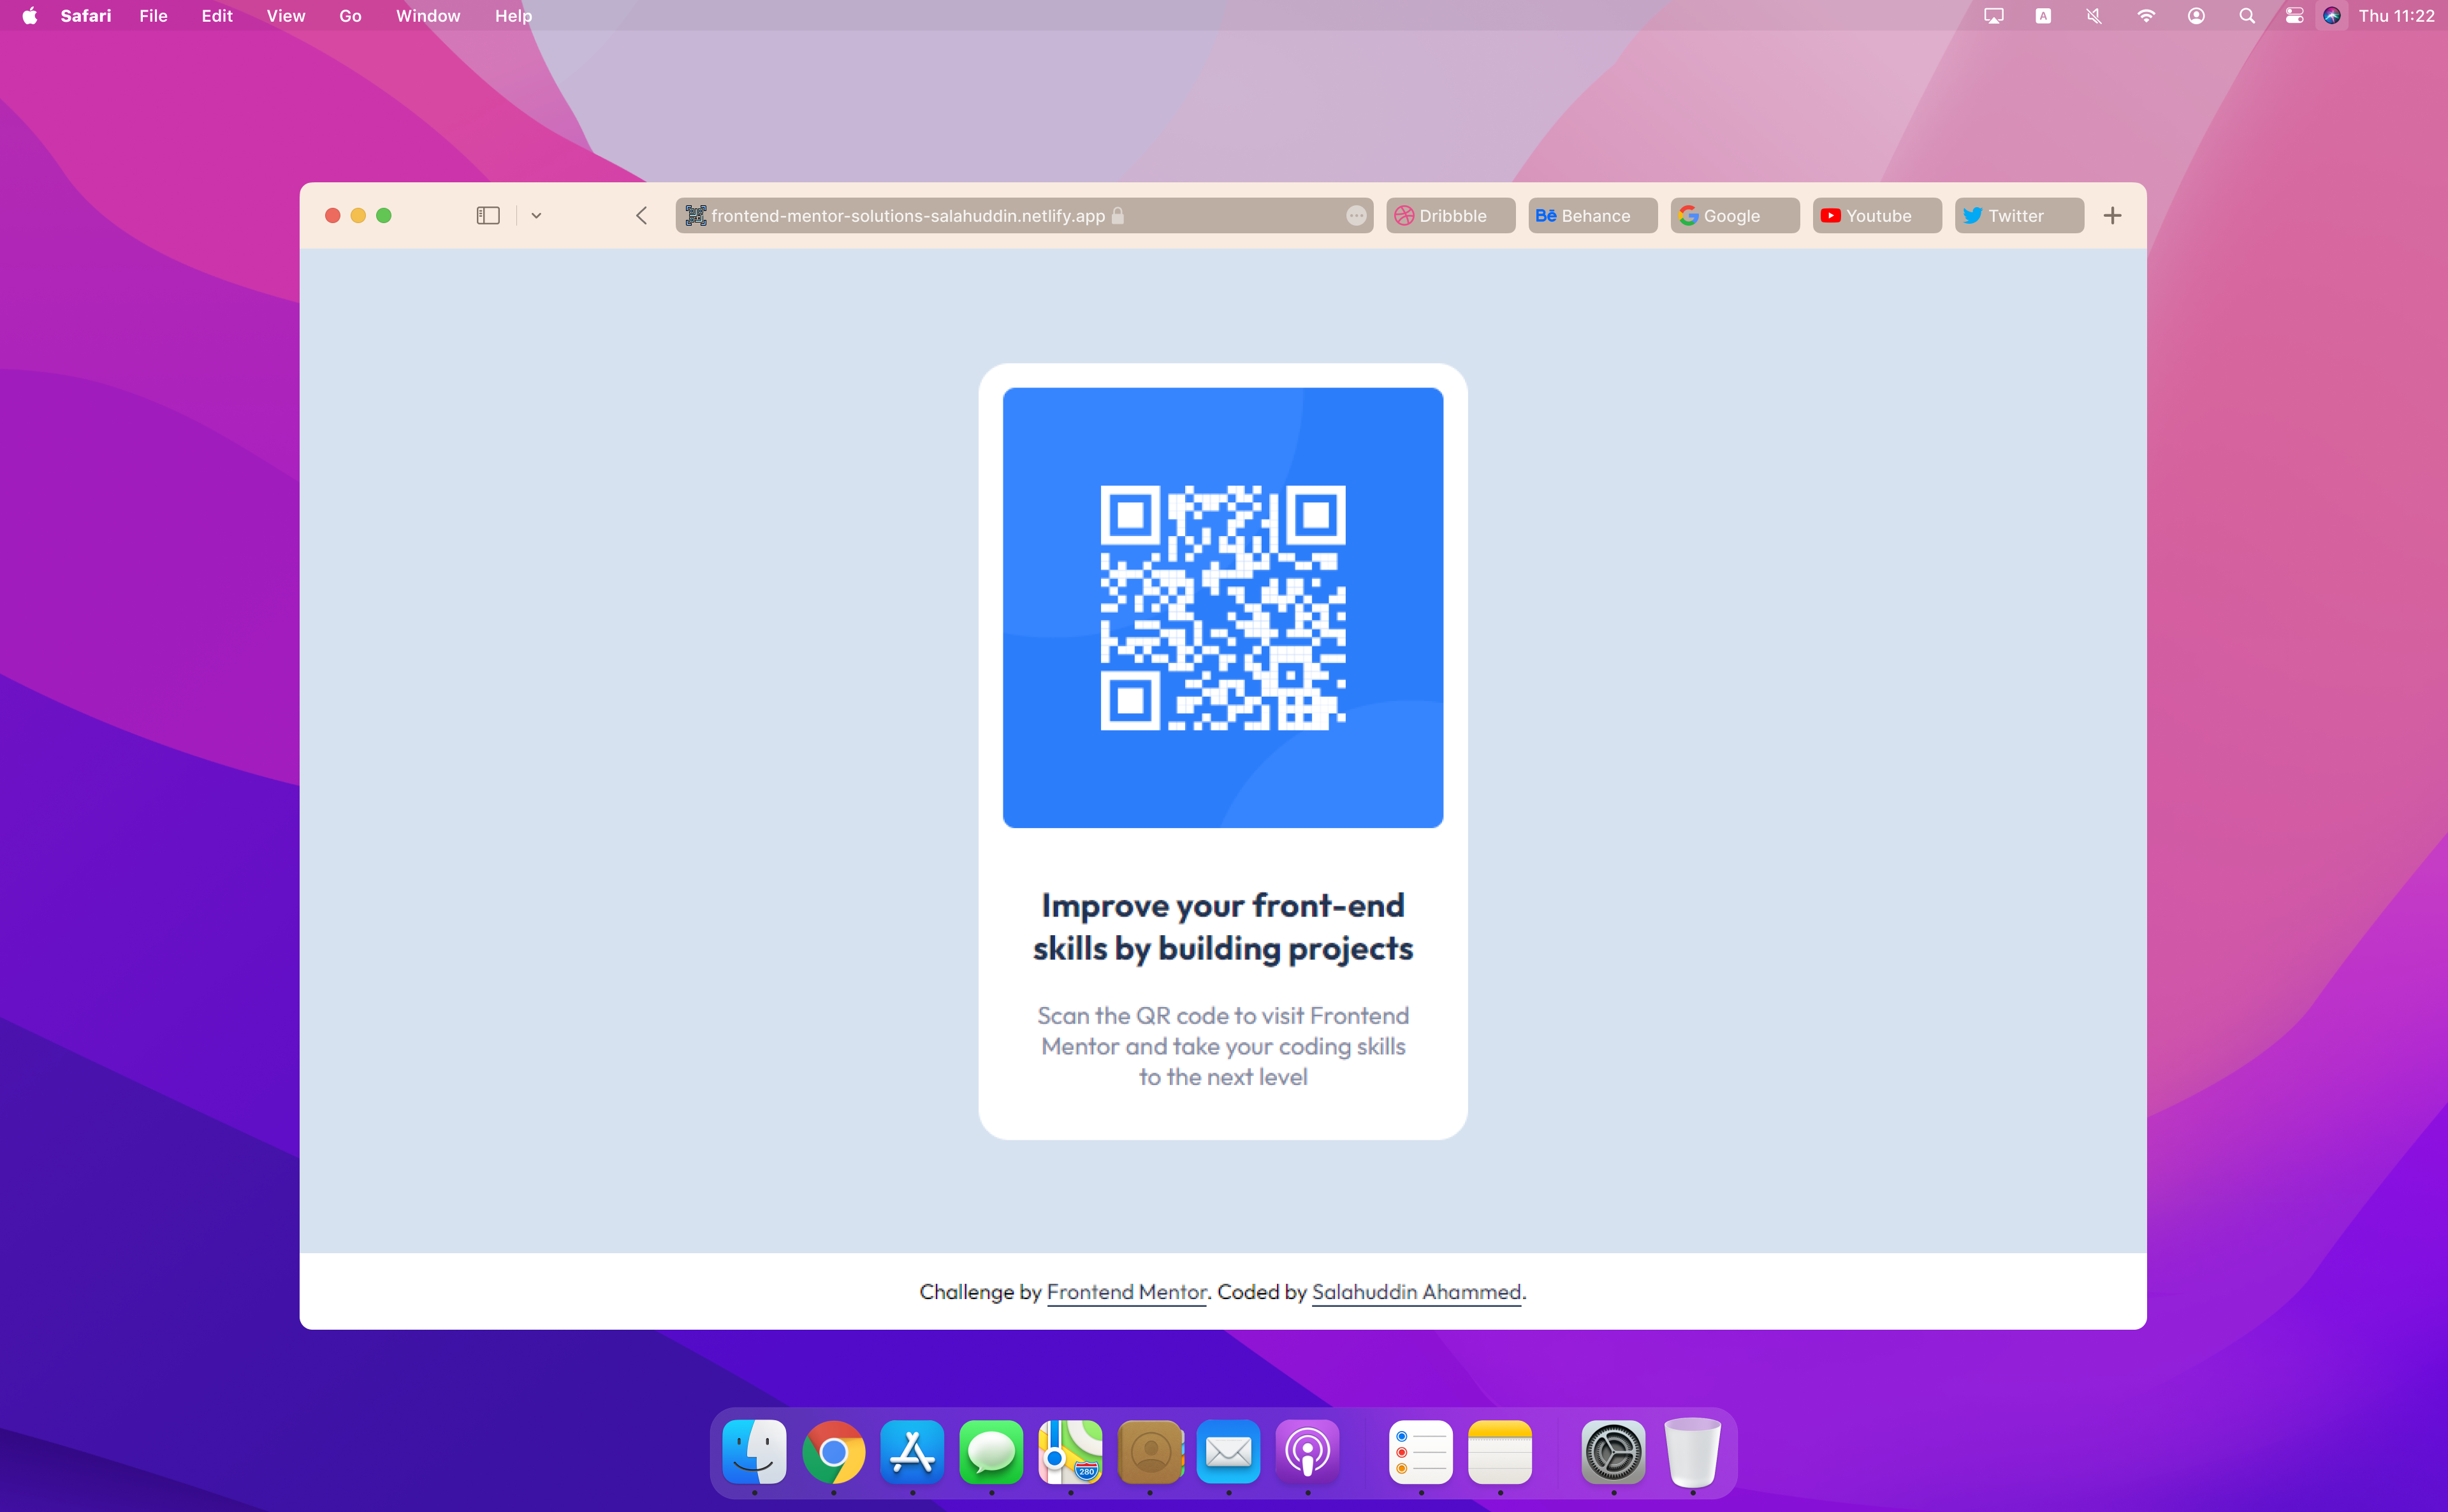 Safari File Edit View Go Window Help A Thu 11:22
frontend-mentor-solutions-salahuddin.netlify.app Dribbble Bē Behance Google Youtube Twitter
Improve your front-end
skills by building projects
Scan the QR code to visit Frontend
Mentor and take your coding skills
to the next level
Challenge by Frontend Mentor. Coded by Salahuddin Ahammed.
280